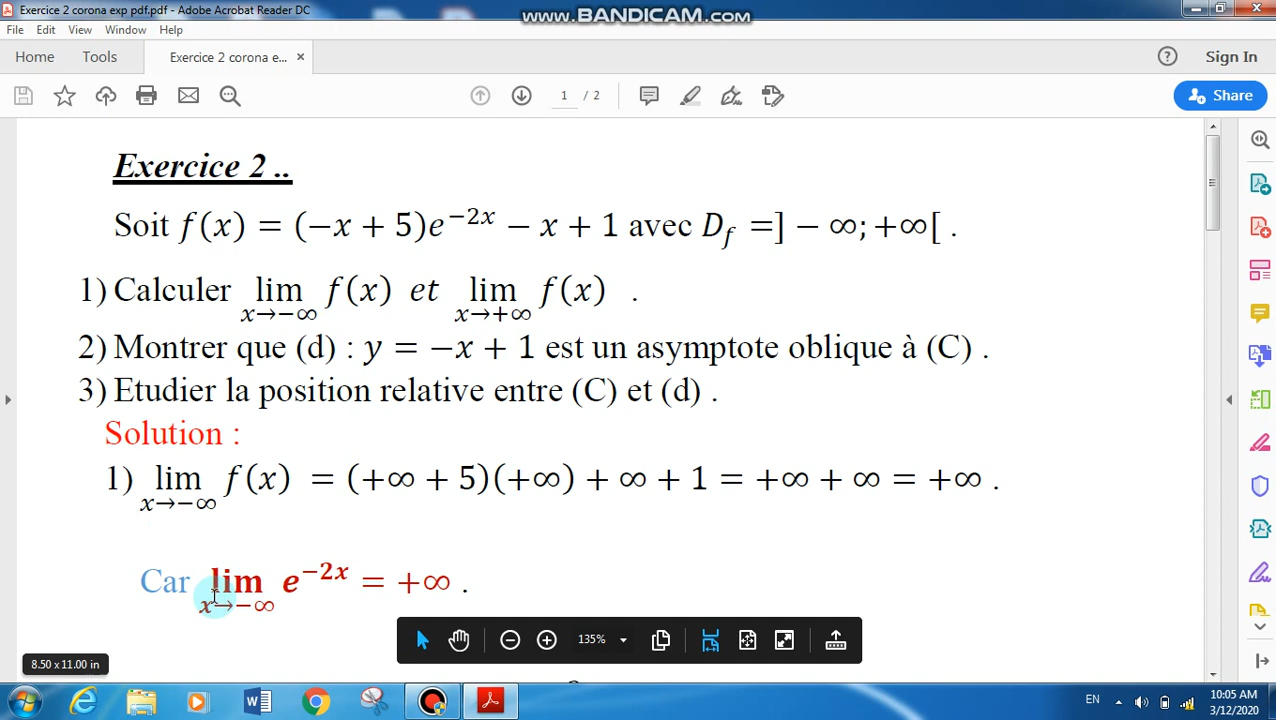 Exercice 2 corona exp pdf.pdf - Adobe Acrobat Reader DC
www.BANDICAM.com
File Edit View Window Help
Home Tools Exercice 2 corona e... × Sign In
1 / 2 Share
Exercice 2 ..
Soit f(x) = (−x + 5)e^{−2x} − x + 1 avec D_f =] − ∞; +∞[ .
1) Calculer lim_{x→−∞} f(x) et lim_{x→+∞} f(x) .
2) Montrer que (d) : y = −x + 1 est un asymptote oblique à (C) .
3) Etudier la position relative entre (C) et (d) .
Solution :
1) lim_{x→−∞} f(x) = (+∞ + 5)(+∞) + ∞ + 1 = +∞ + ∞ = +∞ .
Car lim_{x→−∞} e^{−2x} = +∞ .
135%
8.50 x 11.00 in
EN 10:05 AM
3/12/2020